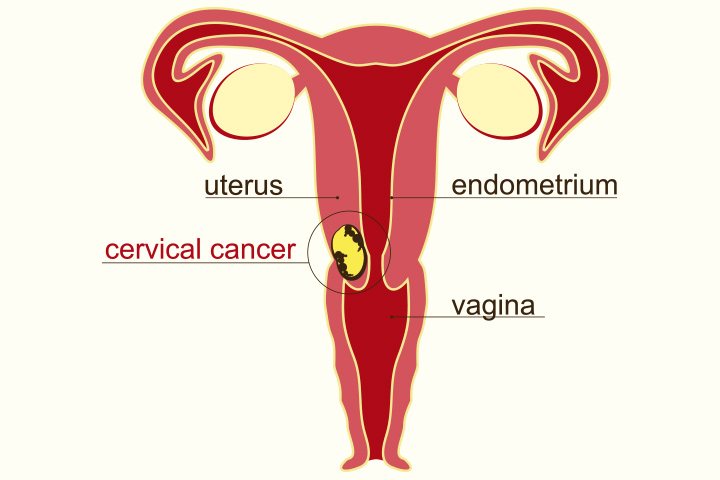 uterus
endometrium
cervical cancer
vagina